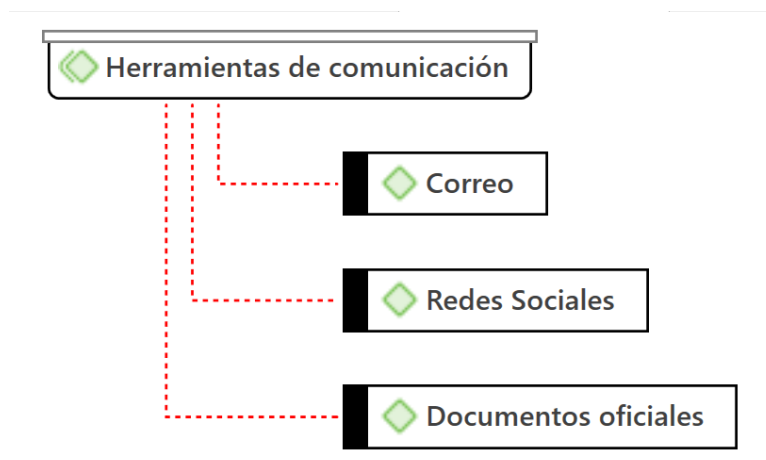 Herramientas de comunicación
Correo
Redes Sociales
Documentos oficiales